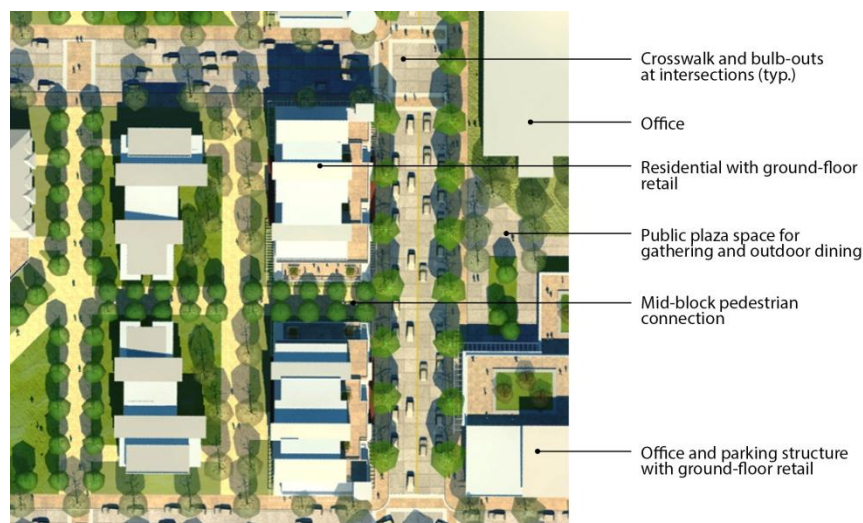 Crosswalk and bulb-outs
at intersections (typ.)
Office
Residential with ground-floor
retail
Public plaza space for
gathering and outdoor dining
Mid-block pedestrian
connection
Office and parking structure
with ground-floor retail